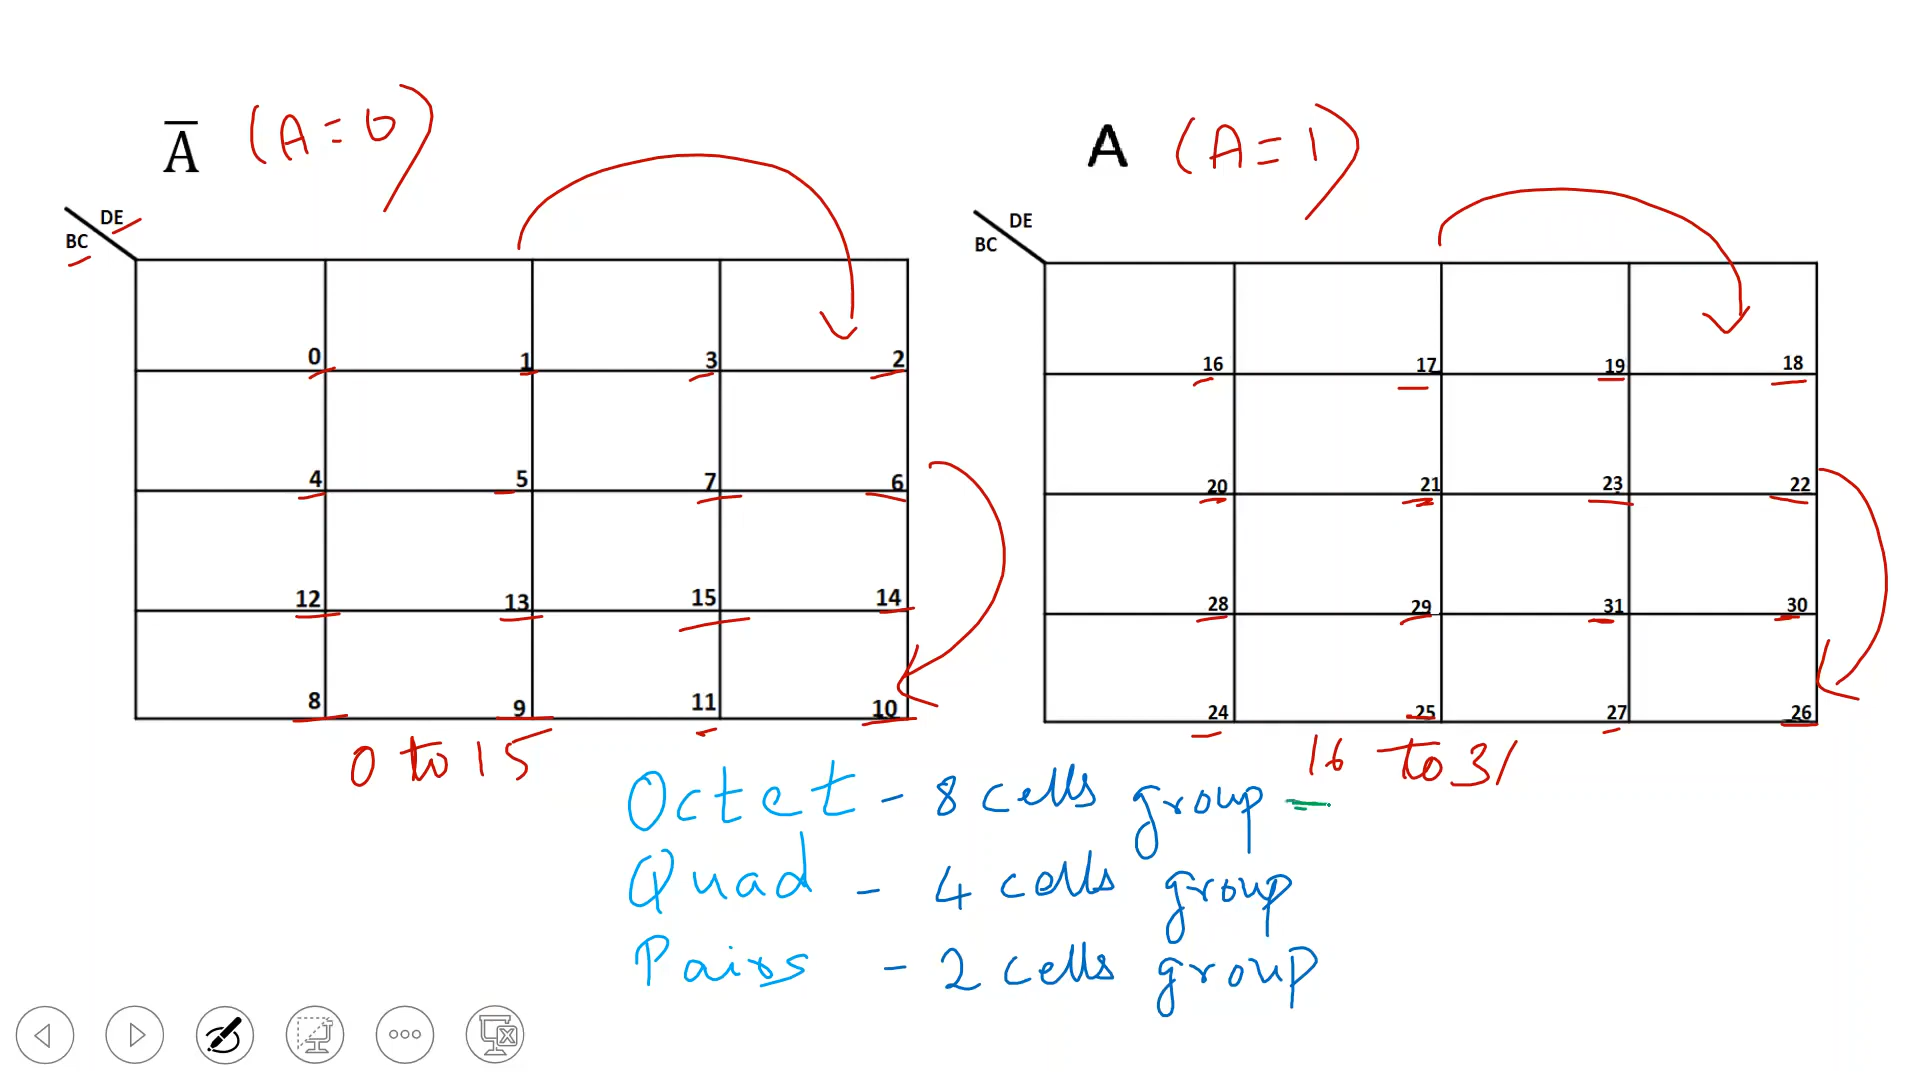 A̅ (A=0)
A (A=1)
DE
BC
DE
BC
0 1 3 2
16 17 19 18
4 5 7 6
20 21 23 22
12 13 15 14
28 29 31 30
8 9 11 10
24 25 27 26
0 to 15
16 to 31
Octet - 8 cells group -
Quad - 4 cells group
Pairs - 2 cells group